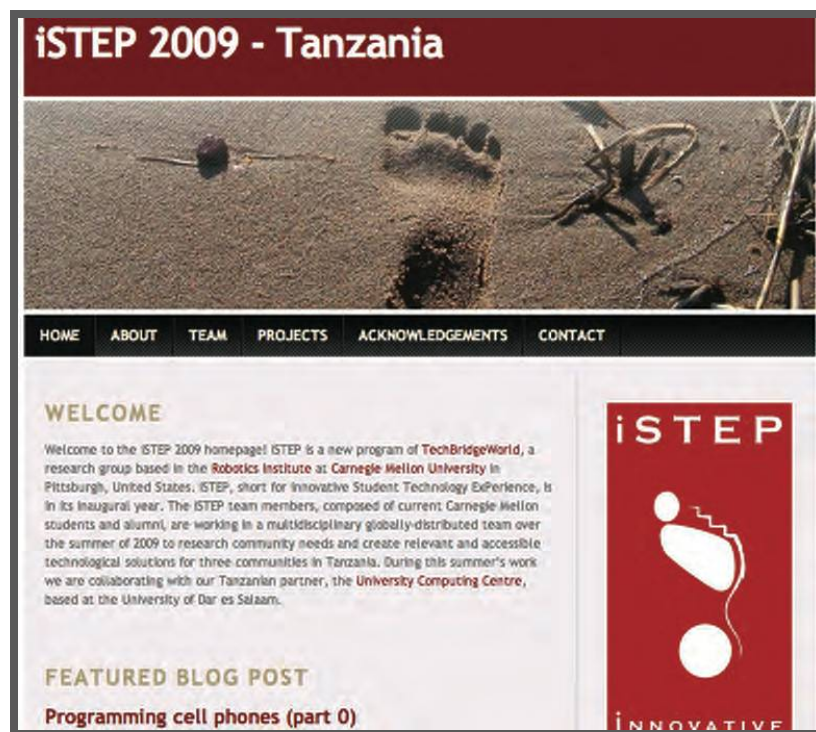 iSTEP 2009 - Tanzania
HOME ABOUT TEAM PROJECTS ACKNOWLEDGEMENTS CONTACT
WELCOME
Welcome to the iSTEP 2009 homepage! iSTEP is a new program of TechBridgeWorld, a
research group based in the Robotics Institute at Carnegie Mellon University in
Pittsburgh, United States. iSTEP, short for innovative Student Technology ExPerience, is
in its inaugural year. The iSTEP team members, composed of current Carnegie Mellon
students and alumni, are working in a multidisciplinary globally-distributed team over
the summer of 2009 to research community needs and create relevant and accessible
technological solutions for three communities in Tanzania. During this summer's work
we are collaborating with our Tanzanian partner, the University Computing Centre,
based at the University of Dar es Salaam.
FEATURED BLOG POST
Programming cell phones (part 0)
iSTEP
iNNOVATIVE